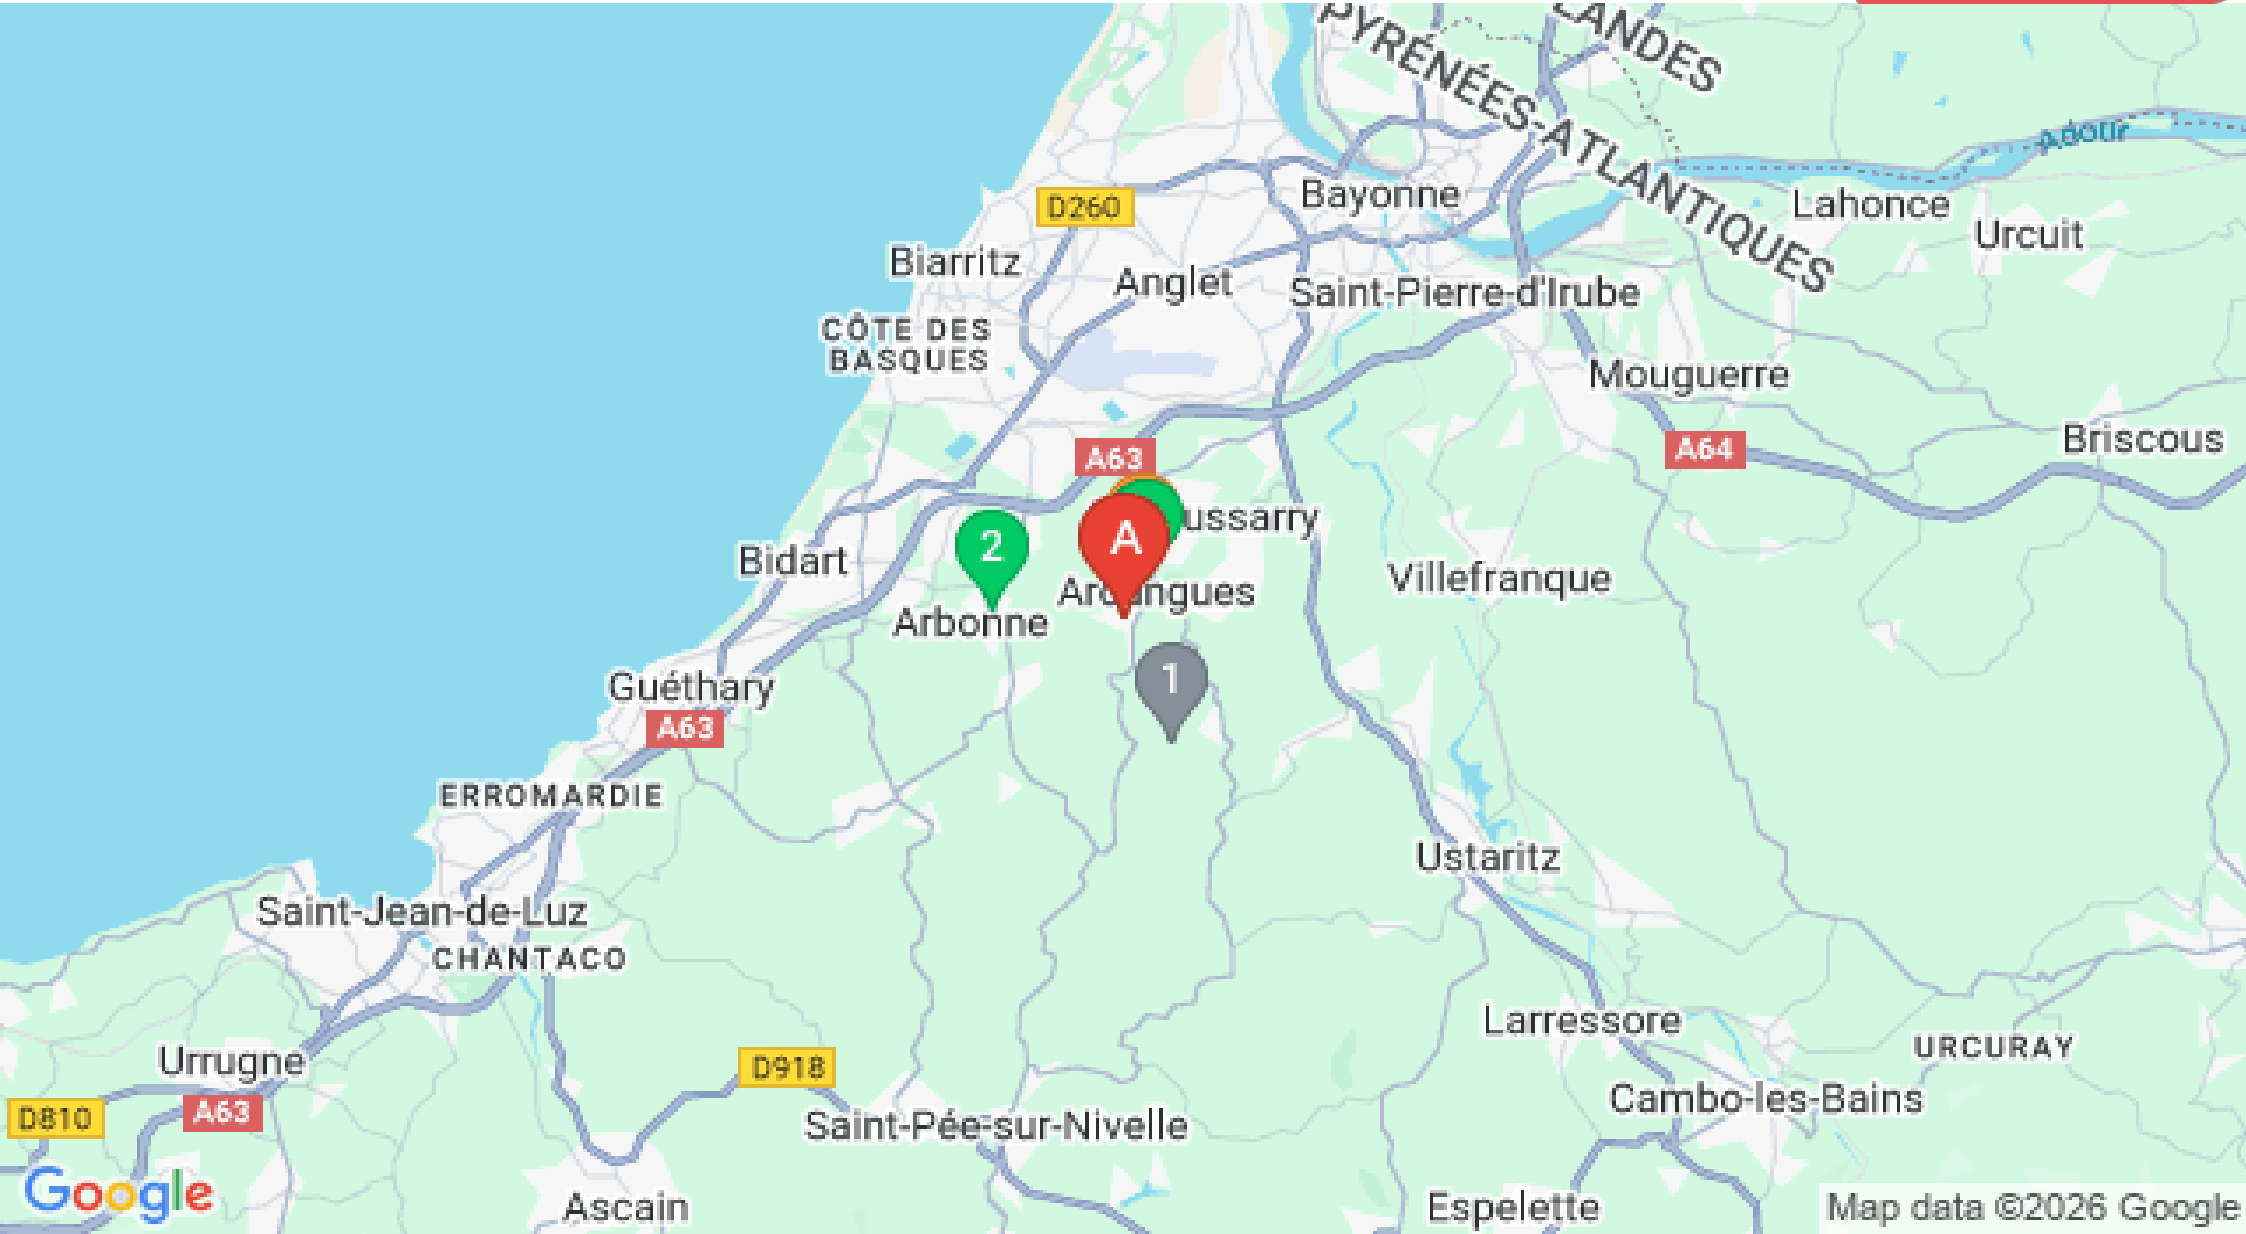 LANDES
PYRÉNÉES-ATLANTIQUES
Adour
Bayonne
Lahonce
D260
Urcuit
Biarritz
Anglet
Saint-Pierre-d'Irube
CÔTE DES
BASQUES
Mouguerre
Briscous
A63
A64
ussarry
A
2
Bidart
Villefranque
Arbonne
1
Guéthary
A63
ERROMARDIE
Ustaritz
Saint-Jean-de-Luz
CHANTACO
Larressore
URCURAY
Urrugne
D918
Cambo-les-Bains
D810
A63
Saint-Pée-sur-Nivelle
Google
Ascain
Espelette
Map data ©2026 Google